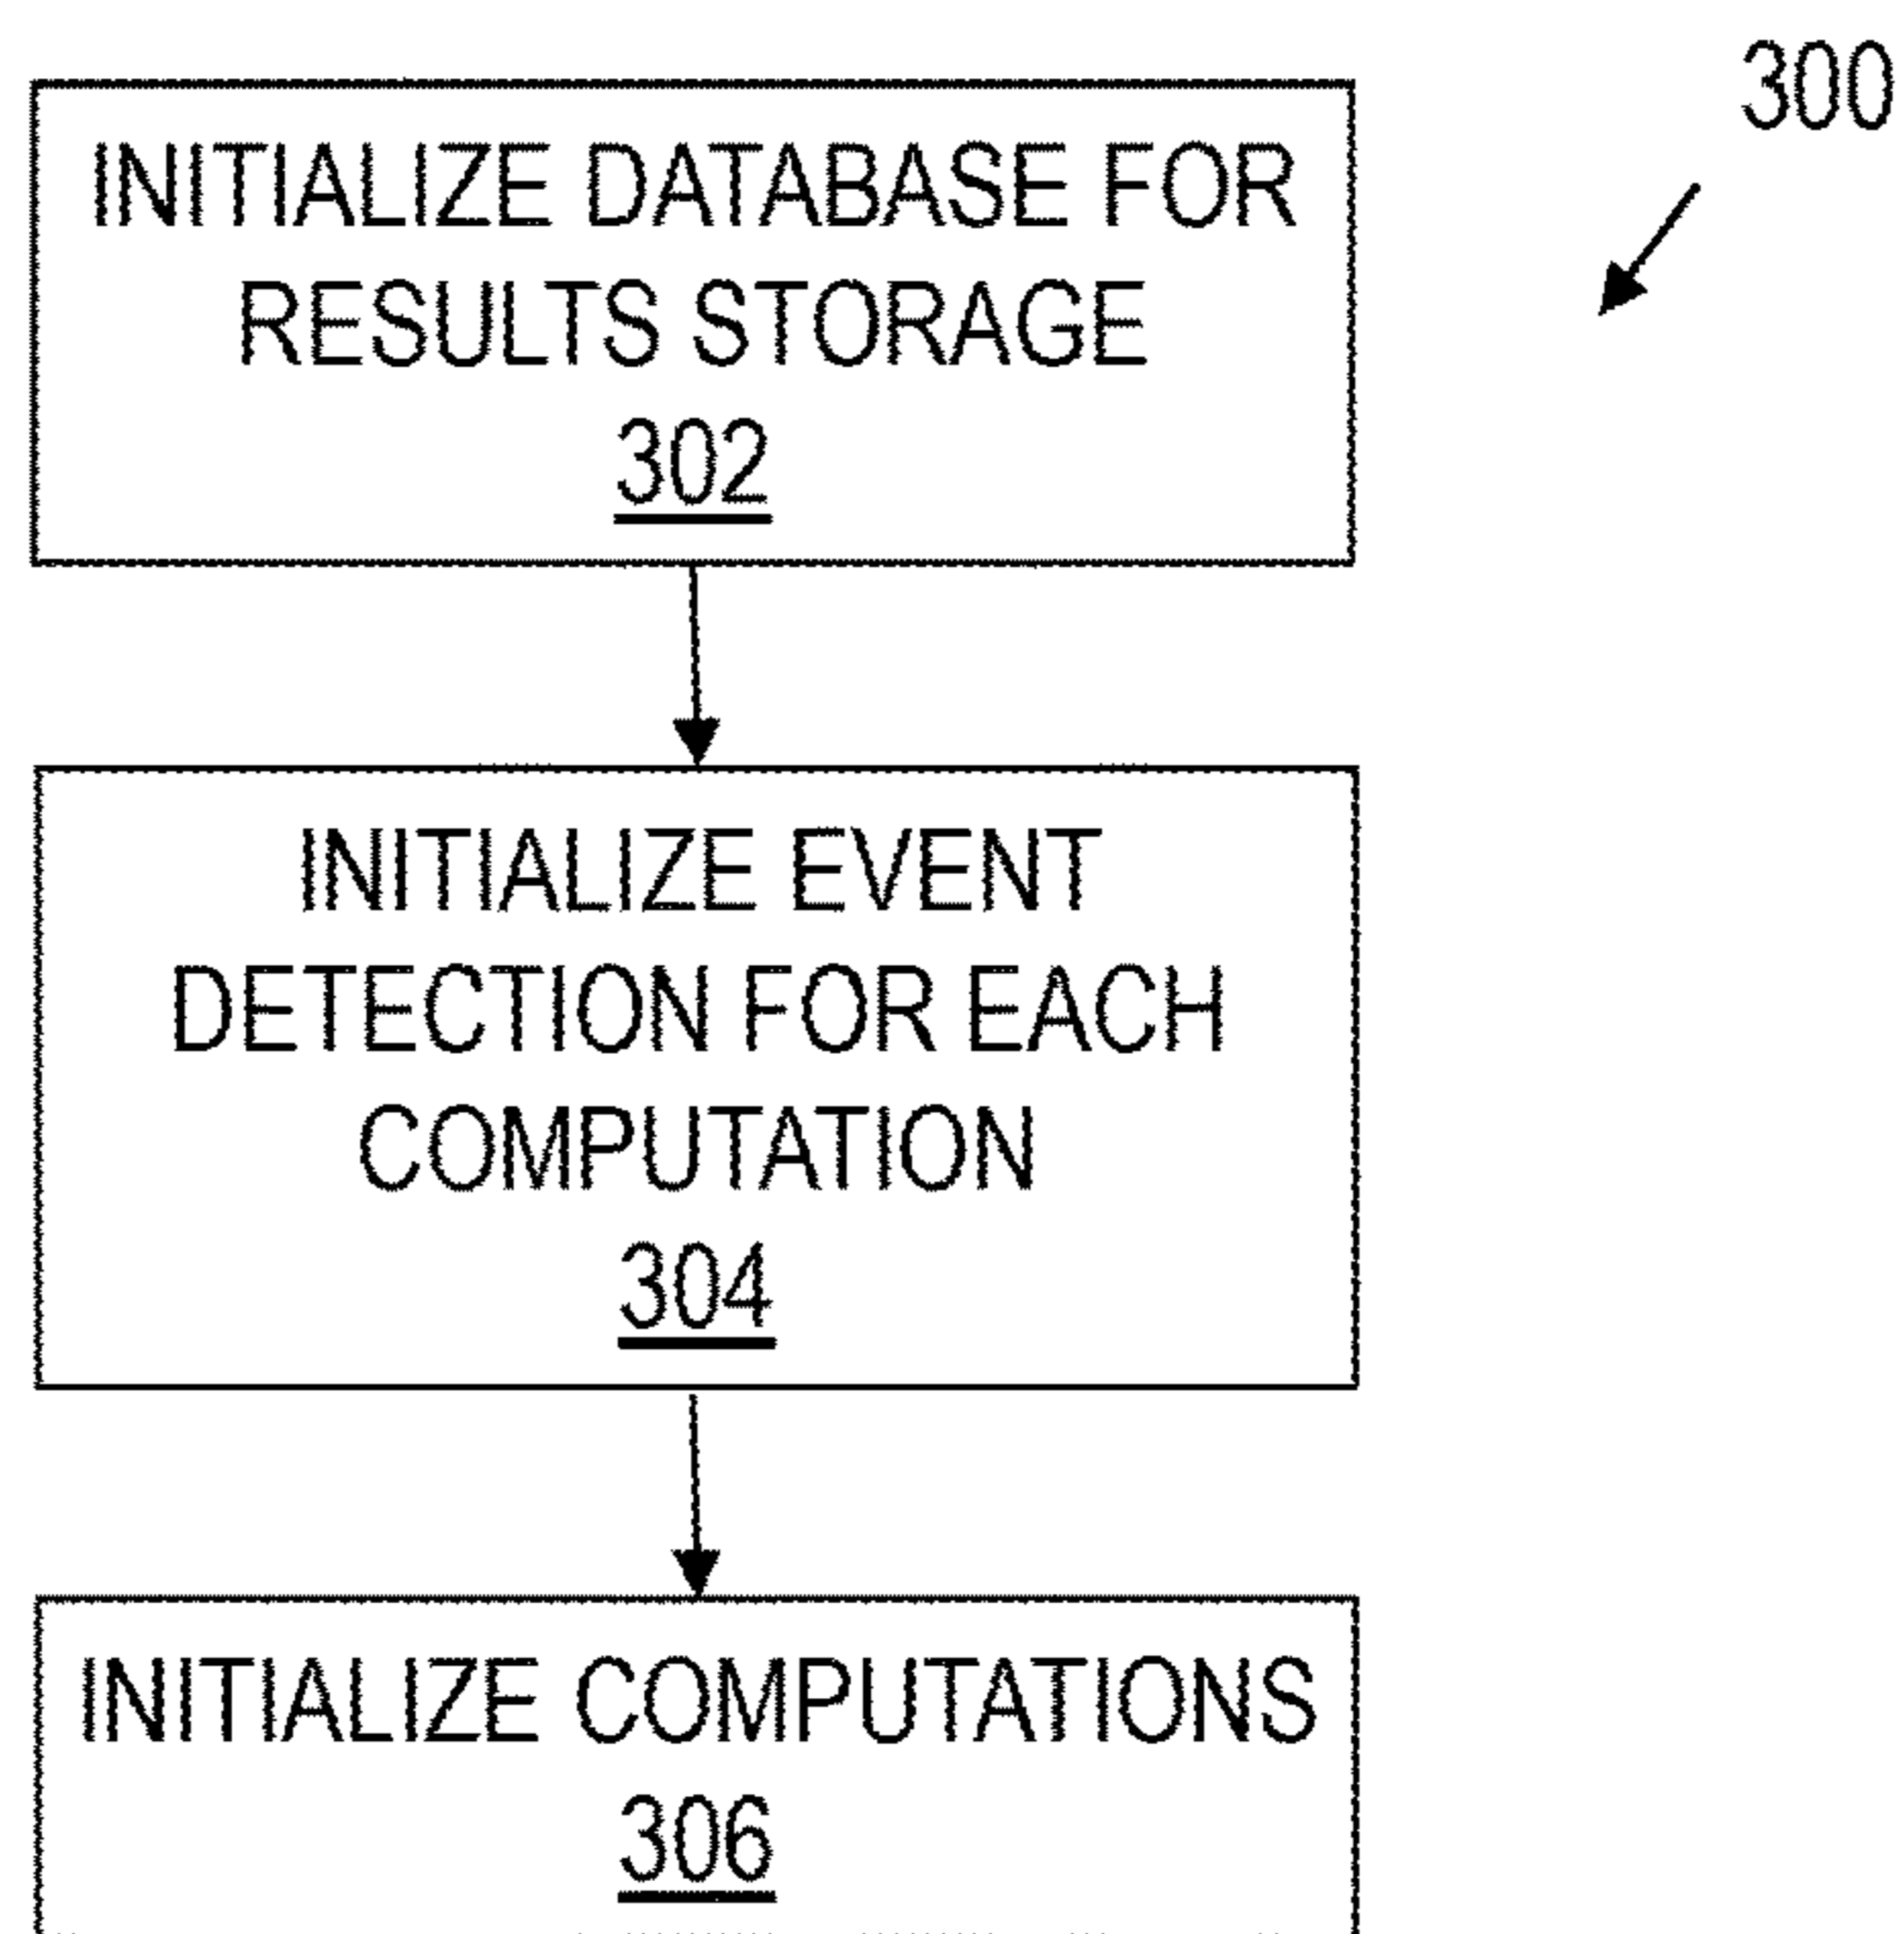 300
INITIALIZE DATABASE FOR
RESULTS STORAGE
302
INITIALIZE EVENT
DETECTION FOR EACH
COMPUTATION
304
INITIALIZE COMPUTATIONS
306